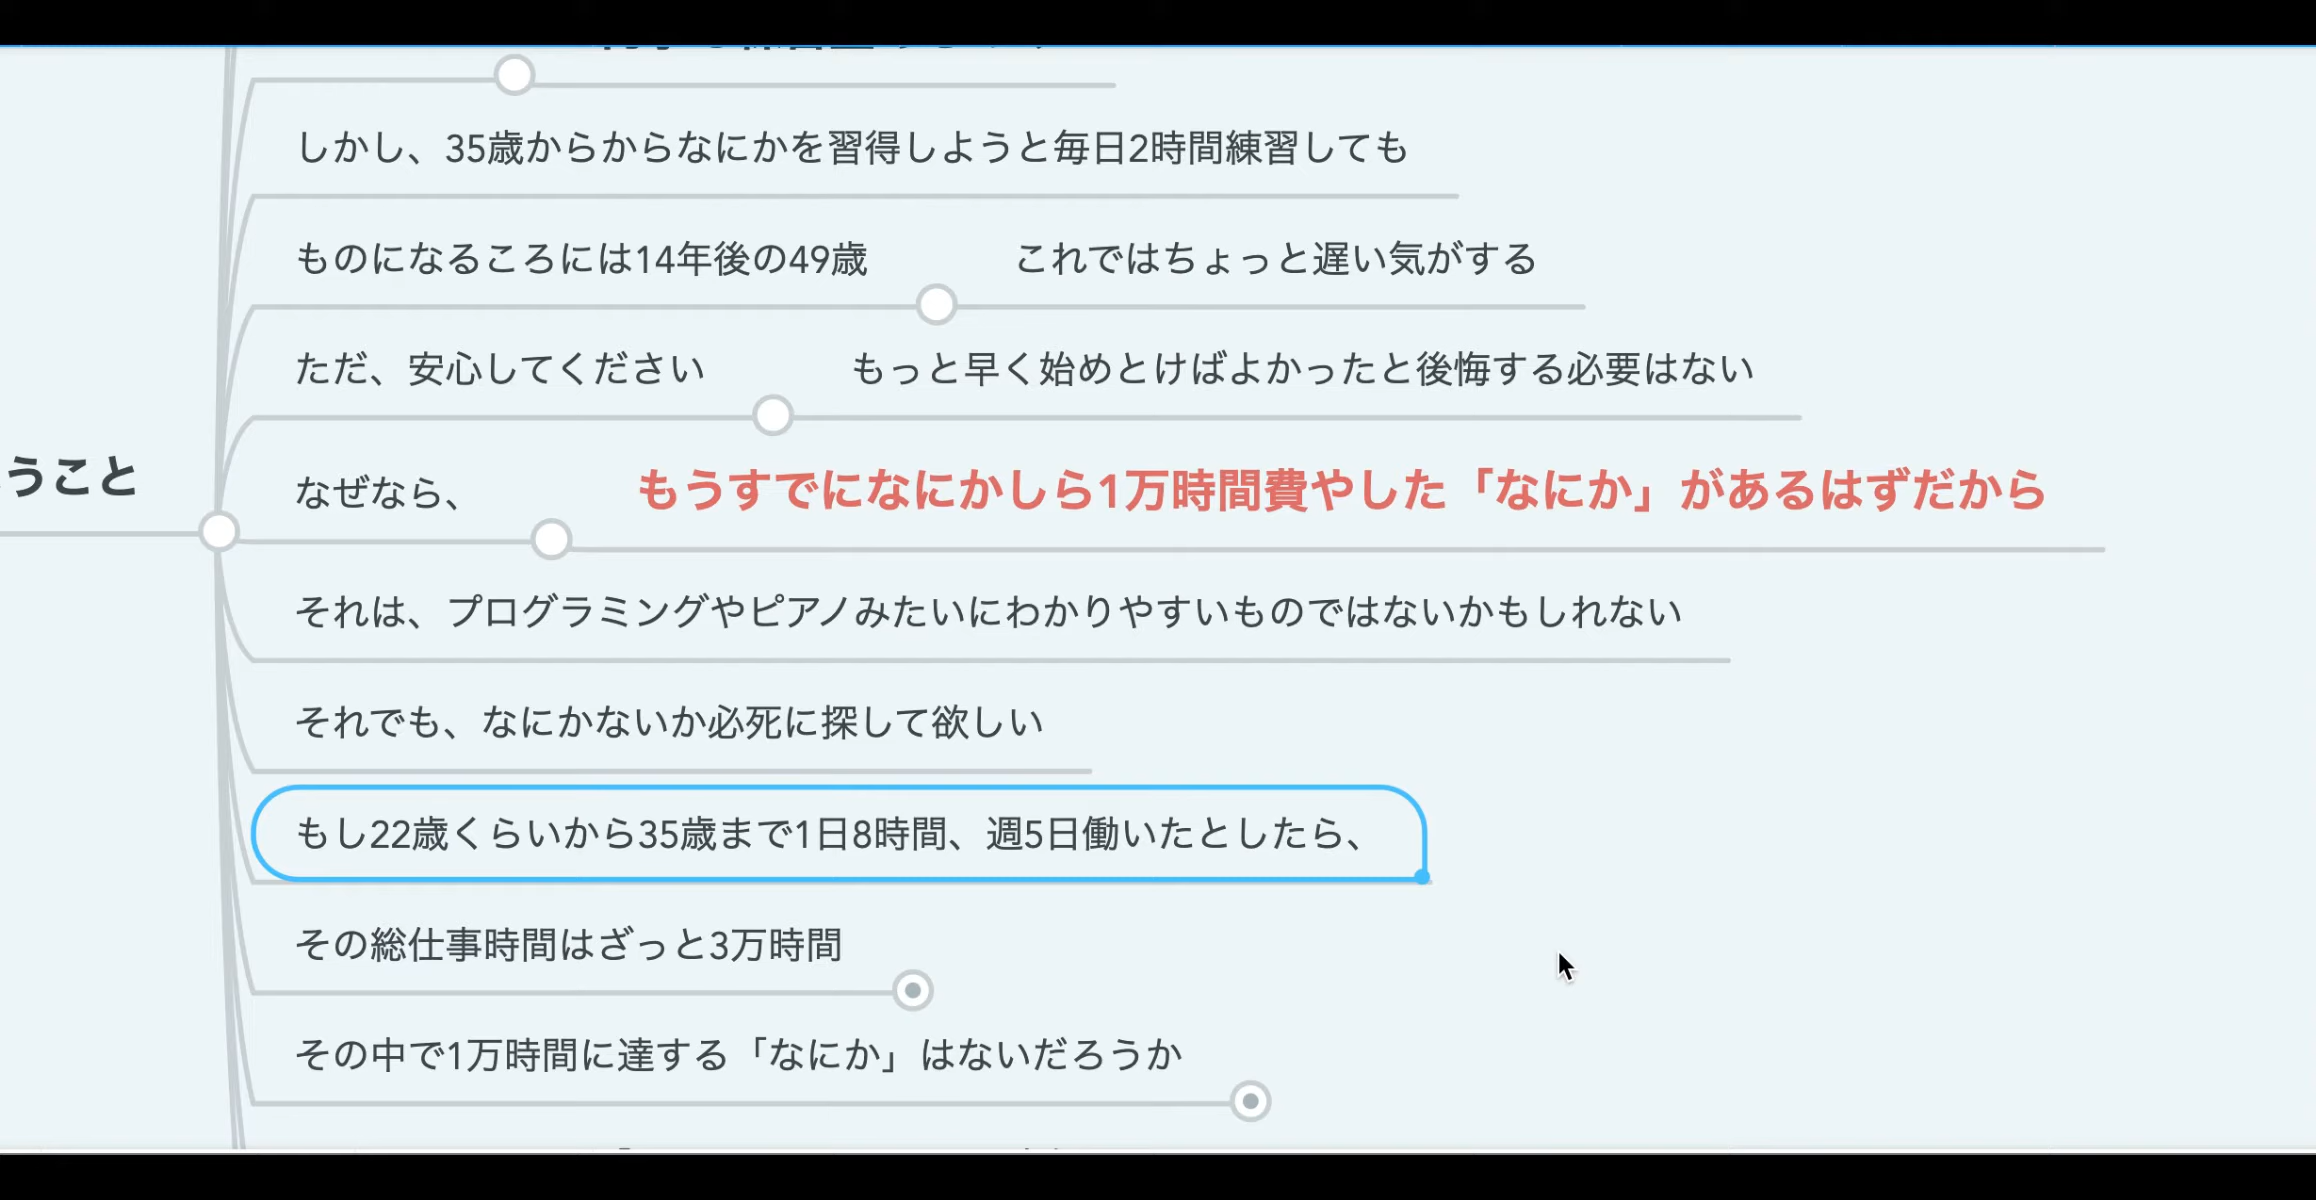 しかし、35歳からからなにかを習得しようと毎日2時間練習しても
ものになるころには14年後の49歳
これではちょっと遅い気がする
ただ、安心してください
もっと早く始めとけばよかったと後悔する必要はない
うこと
なぜなら、
もうすでになにかしら1万時間費やした「なにか」があるはずだから
それは、プログラミングやピアノみたいにわかりやすいものではないかもしれない
それでも、なにかないか必死に探して欲しい
もし22歳くらいから35歳まで1日8時間、週5日働いたとしたら、
その総仕事時間はざっと3万時間
その中で1万時間に達する「なにか」はないだろうか